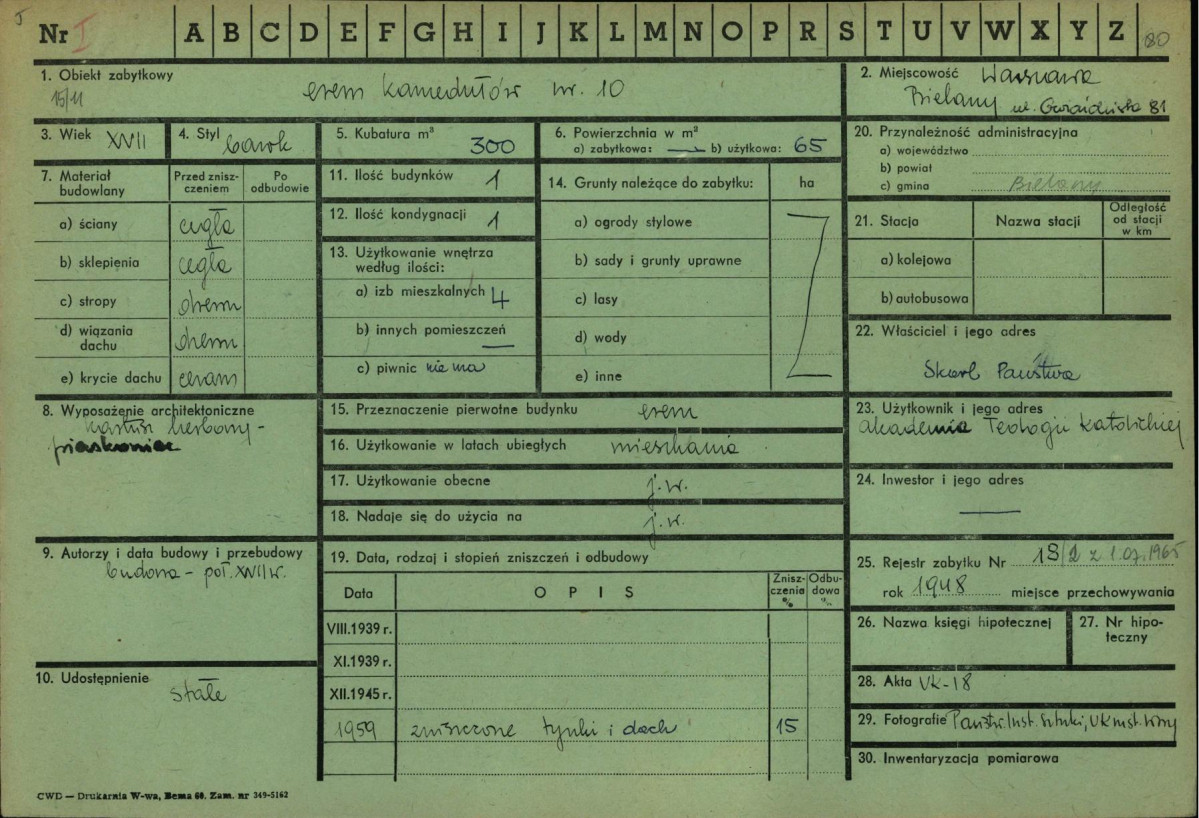 J
Nr I A B C D E F G H I J K L M N O P R S T U V W X Y Z 80
1. Obiekt zabytkowy
15/11
erem Kamedułów nr. 10
2. Miejscowość Warszawa
Bielany ul. Gwiaździsta 81
3. Wiek XVII
4. Styl barok
5. Kubatura m³
300
6. Powierzchnia w m²
a) zabytkowa: — b) użytkowa: 65
20. Przynależność administracyjna
a) województwo
b) powiat
c) gmina Bielany
7. Materiał budowlany
Przed zniszczeniem
Po odbudowie
a) ściany cegła
b) sklepienia cegła
c) stropy drewn
d) wiązania dachu drewn
e) krycie dachu ceram
11. Ilość budynków 1
12. Ilość kondygnacji 1
13. Użytkowanie wnętrza
według ilości:
a) izb mieszkalnych 4
b) innych pomieszczeń —
c) piwnic nie ma
14. Grunty należące do zabytku: ha
a) ogrody stylowe
b) sady i grunty uprawne
c) lasy
d) wody
e) inne
21. Stacja
Nazwa stacji
Odległość
od stacji
w km
a) kolejowa
b) autobusowa
22. Właściciel i jego adres
Skarb Państwa
8. Wyposażenie architektoniczne
kartusz herbowy -
piaskowiec
15. Przeznaczenie pierwotne budynku erem
16. Użytkowanie w latach ubiegłych mieszkania
17. Użytkowanie obecne j.w.
18. Nadaje się do użycia na j.w.
23. Użytkownik i jego adres
Akademia Teologii Katolickiej
24. Inwestor i jego adres
—
9. Autorzy i data budowy i przebudowy
budowa - poł. XVII w.
19. Data, rodzaj i stopień zniszczeń i odbudowy
Data
OPIS
Zniszczenia %
Odbudowa %
VIII.1939 r.
XI.1939 r.
XII.1945 r.
1959 zniszczone tynki i dach 15
25. Rejestr zabytku Nr 18/2 z 1.07.1965
rok 1948 miejsce przechowywania
26. Nazwa księgi hipotecznej
27. Nr hipoteczny
10. Udostępnienie
stałe
28. Akta VK-18
29. Fotografie Państw. Inst. Sztuki,
30. Inwentaryzacja pomiarowa
CWD — Drukarnia W-wa, Bema 60. Zam. nr 349-5162